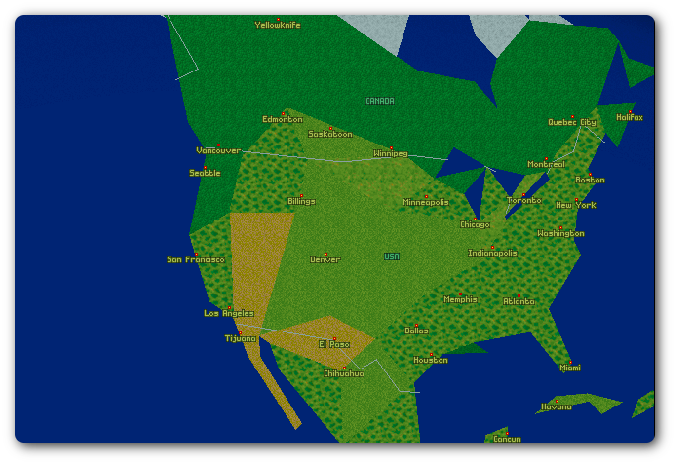 Yellowknife
CANADA
Edmonton
Saskatoon
Quebec City
Halifax
Vancouver
Winnipeg
Montreal
Seattle
Boston
Billings
Minneapolis
Toronto
New York
Chicago
Washington
San Fransisco
Denver
USA
Indianapolis
Memphis
Atlanta
Los Angeles
Dallas
Tijuana
El Paso
Houston
Miami
Chihuahua
Havana
Cancun